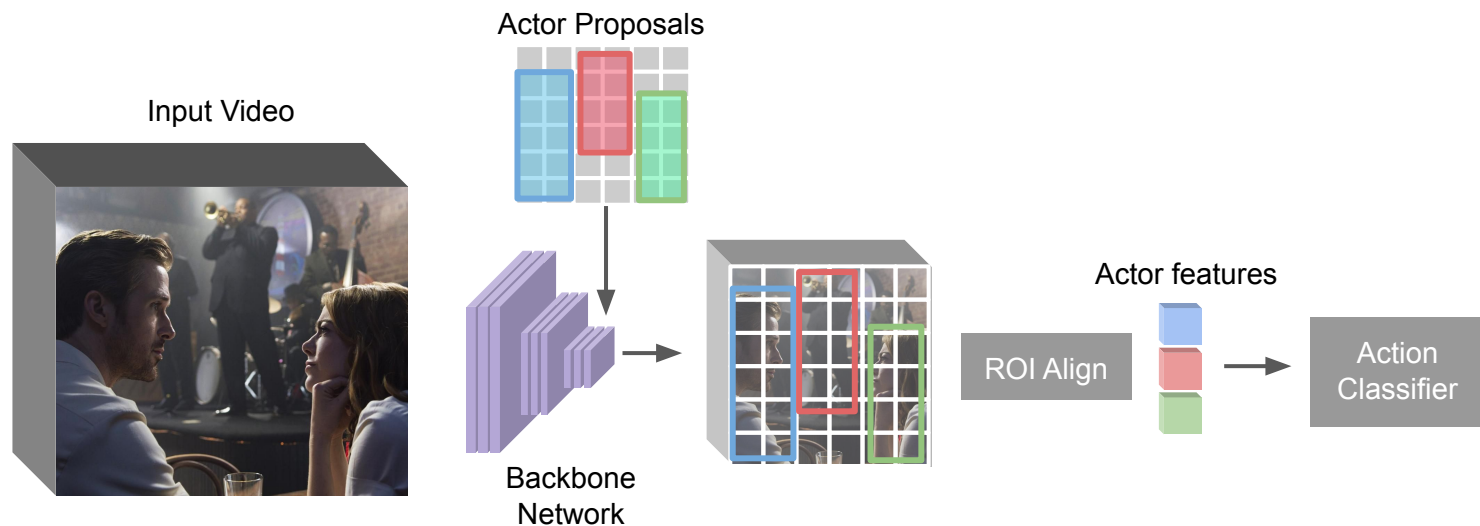 Actor Proposals
Input Video
Backbone
Network
Actor features
ROI Align
Action
Classifier